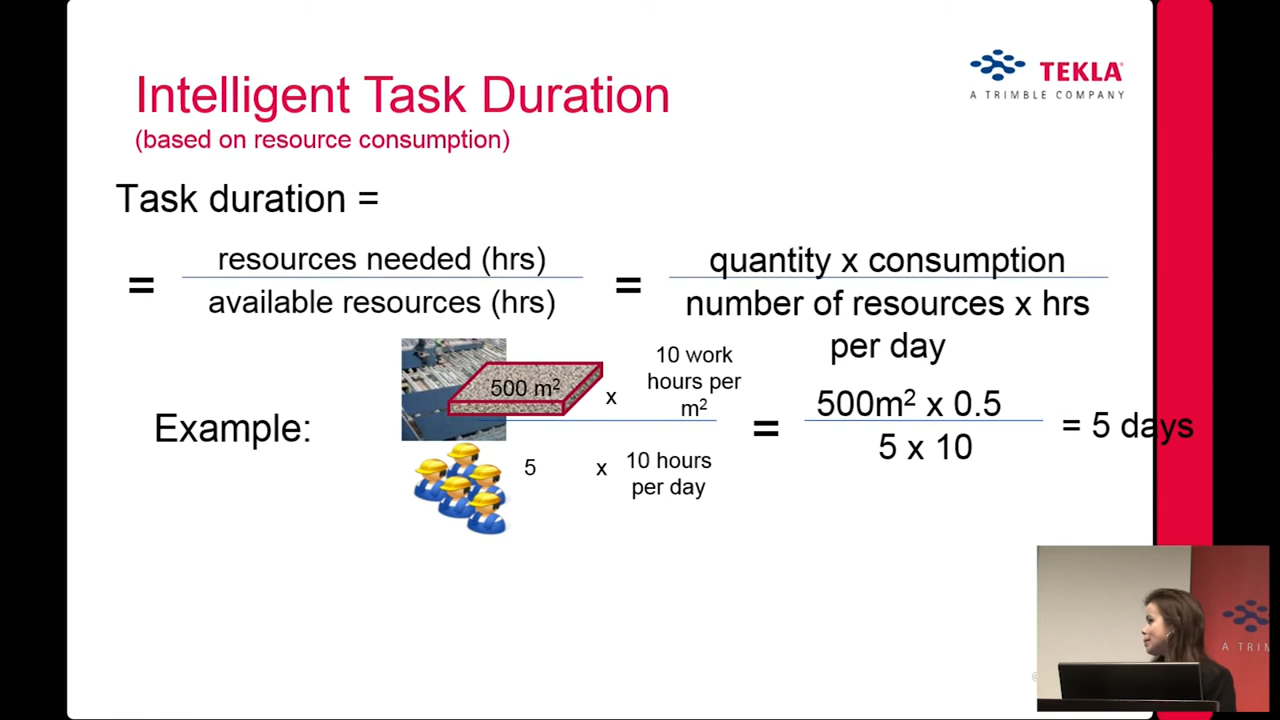 Intelligent Task Duration
(based on resource consumption)
TEKLA®
A TRIMBLE COMPANY
Task duration =
= resources needed (hrs) = quantity x consumption
available resources (hrs) number of resources x hrs
per day
10 work
hours per
m²
500 m² x
Example:
5 x 10 hours
per day
= 500m² x 0.5 = 5 days
5 x 10
A TRIM